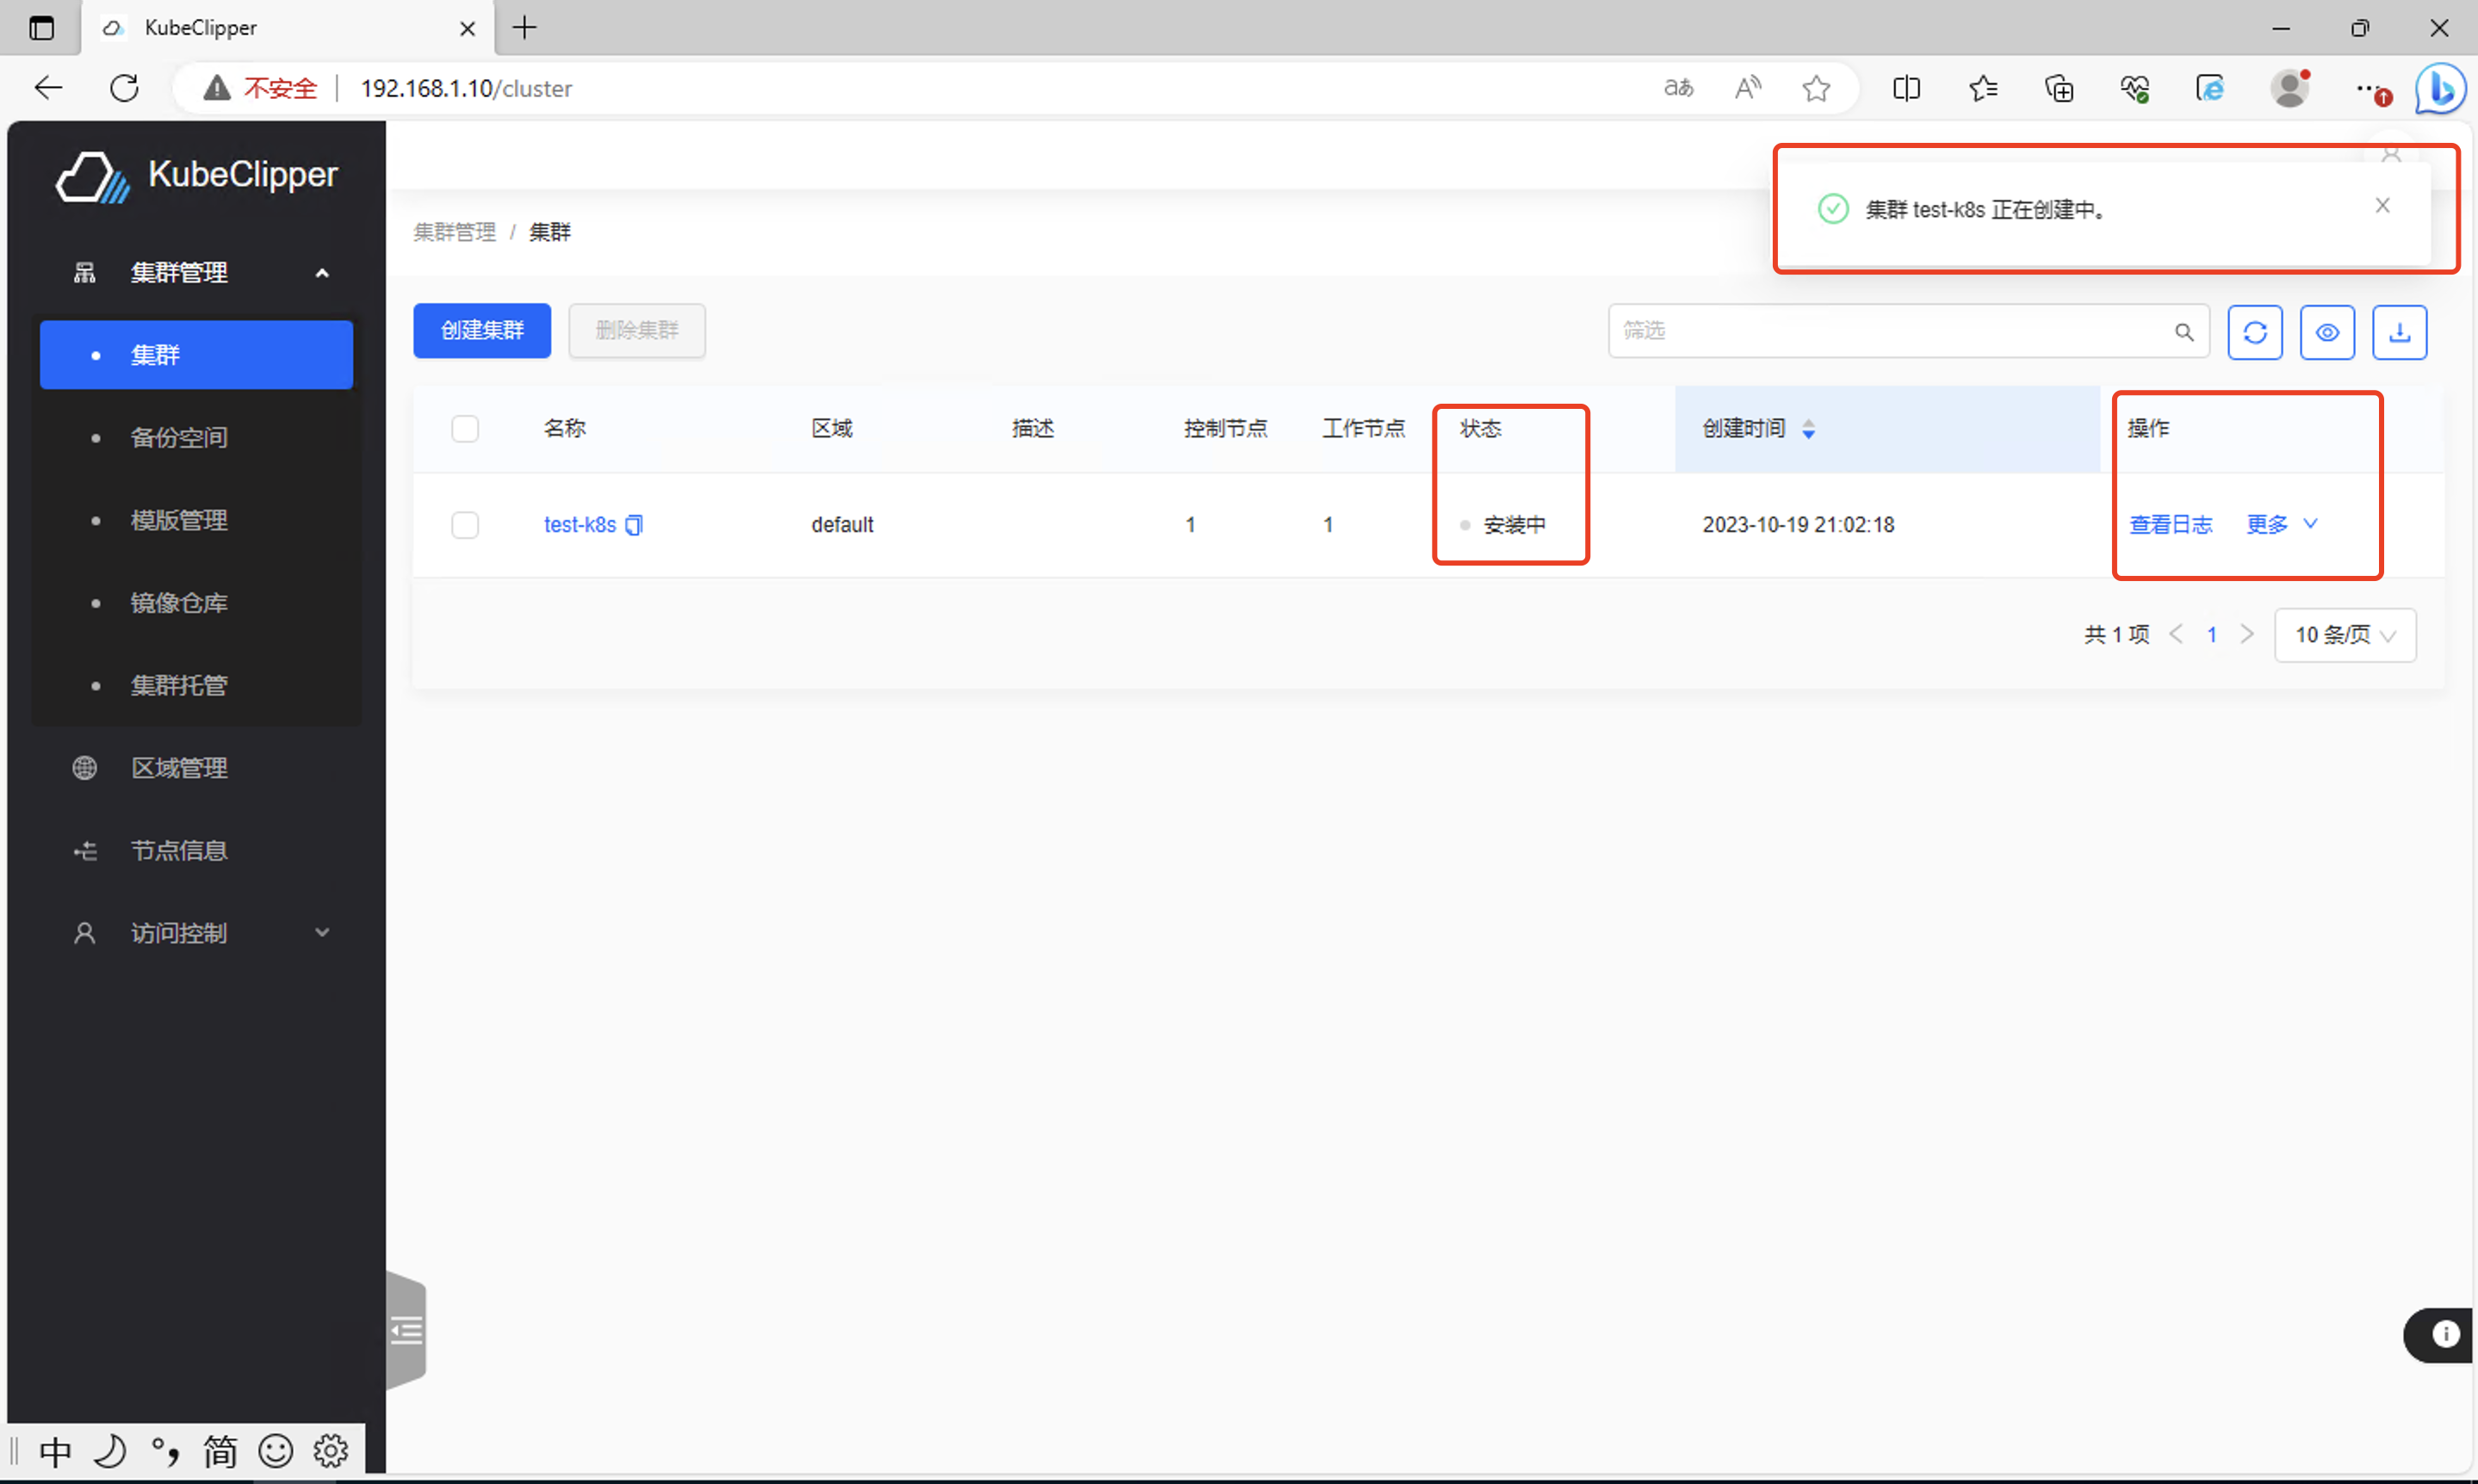 KubeClipper
不安全 192.168.1.10/cluster
KubeClipper
集群 test-k8s 正在创建中。
集群管理 / 集群
集群管理
集群
备份空间
模版管理
镜像仓库
集群托管
区域管理
节点信息
访问控制
创建集群 删除集群 筛选
名称 区域 描述 控制节点 工作节点 状态 创建时间 操作
test-k8s default 1 1 安装中 2023-10-19 21:02:18 查看日志 更多
共 1 项 1 10 条/页
中 简